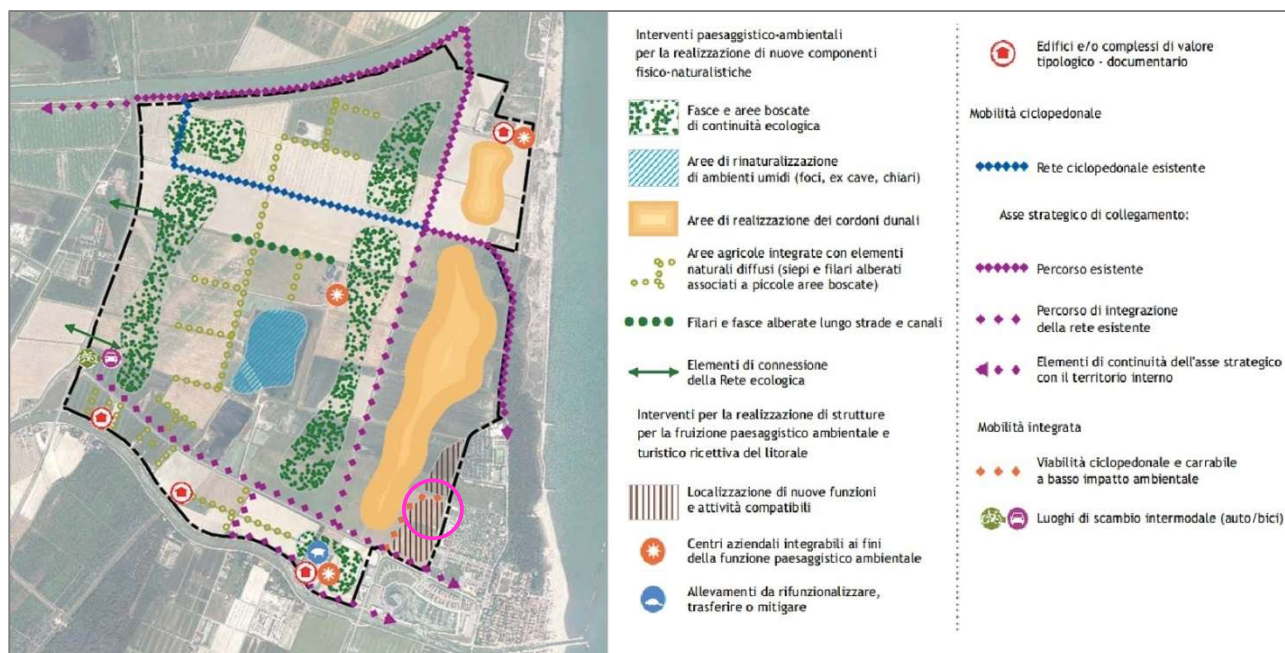 Interventi paesaggistico-ambientali
per la realizzazione di nuove componenti
fisico-naturalistiche
Fasce e aree boscate
di continuità ecologica
Aree di rinaturalizzazione
di ambienti umidi (foci, ex cave, chiari)
Aree di realizzazione dei cordoni dunali
Aree agricole integrate con elementi
naturali diffusi (siepi e filari alberati
associati a piccole aree boscate)
Filari e fasce alberate lungo strade e canali
Elementi di connessione
della Rete ecologica
Interventi per la realizzazione di strutture
per la fruizione paesaggistico ambientale e
turistico ricettiva del litorale
Localizzazione di nuove funzioni
e attività compatibili
Centri aziendali integrabili ai fini
della funzione paesaggistico ambientale
Allevamenti da rifunzionalizzare,
trasferire o mitigare
Edifici e/o complessi di valore
tipologico - documentario
Mobilità ciclopedonale
Rete ciclopedonale esistente
Asse strategico di collegamento:
Percorso esistente
Percorso di integrazione
della rete esistente
Elementi di continuità dell'asse strategico
con il territorio interno
Mobilità integrata
Viabilità ciclopedonale e carrabile
a basso impatto ambientale
Luoghi di scambio intermodale (auto/bici)